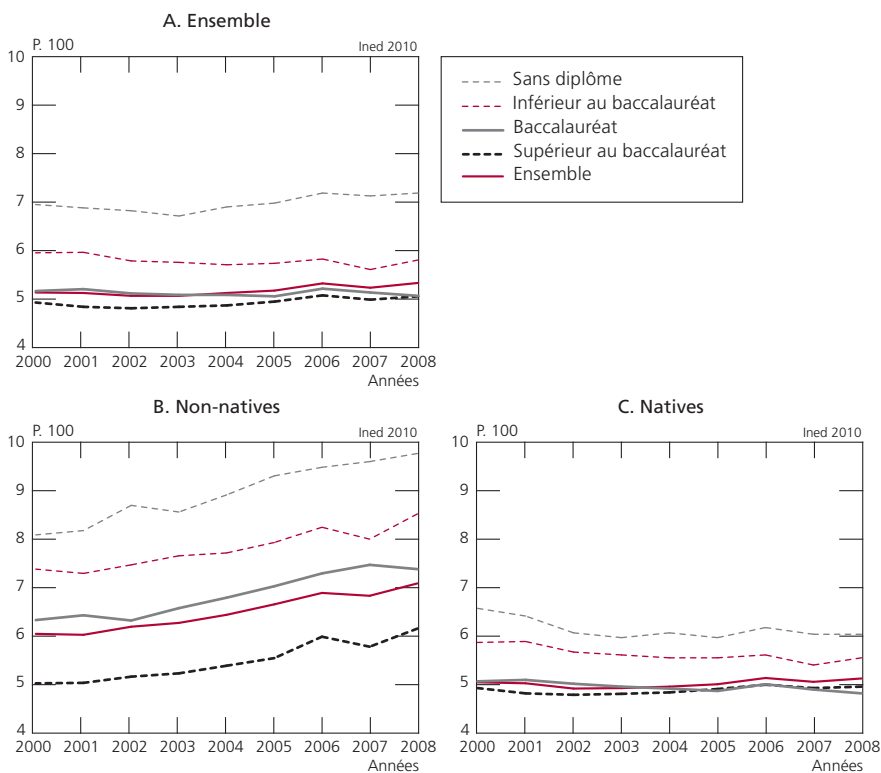 A. Ensemble
P. 100
Ined 2010
10
9
8
7
6
5
4
2000 2001 2002 2003 2004 2005 2006 2007 2008
Années
Sans diplôme
Inférieur au baccalauréat
Baccalauréat
Supérieur au baccalauréat
Ensemble
B. Non-natives
P. 100
Ined 2010
10
9
8
7
6
5
4
2000 2001 2002 2003 2004 2005 2006 2007 2008
Années
C. Natives
P. 100
Ined 2010
10
9
8
7
6
5
4
2000 2001 2002 2003 2004 2005 2006 2007 2008
Années